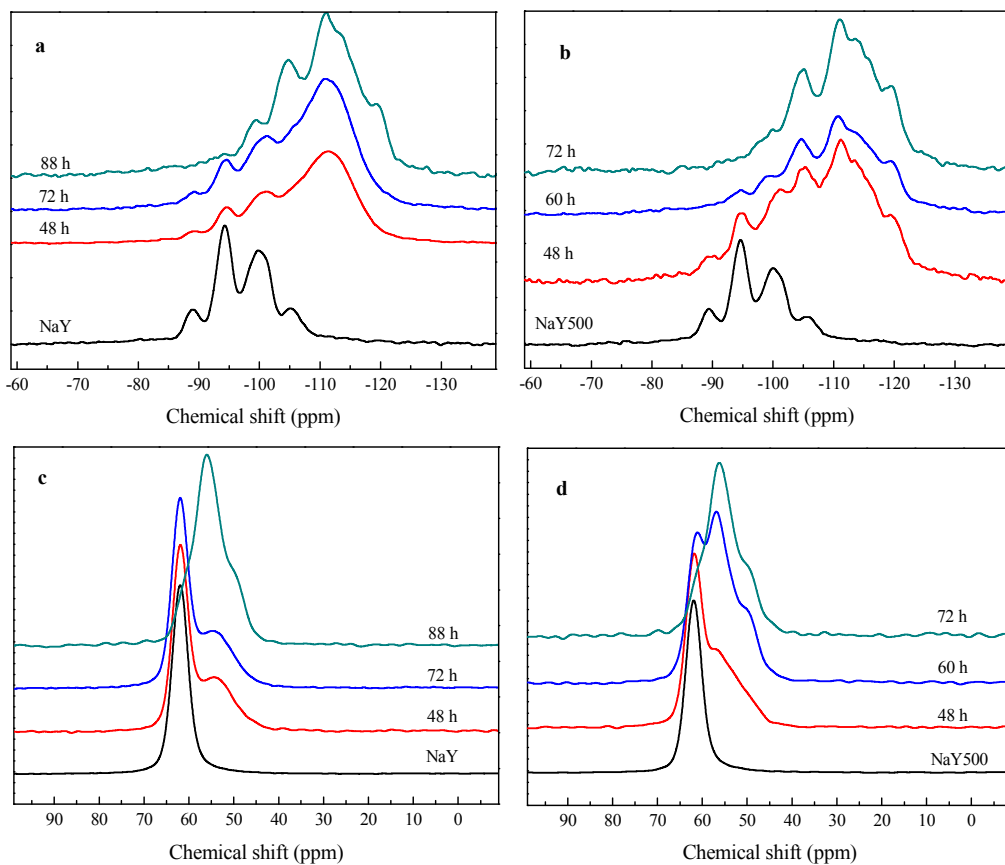 a
88 h
72 h
48 h
NaY
-60 -70 -80 -90 -100 -110 -120 -130
Chemical shift (ppm)
b
72 h
60 h
48 h
NaY500
-60 -70 -80 -90 -100 -110 -120 -130
Chemical shift (ppm)
c
88 h
72 h
48 h
NaY
90 80 70 60 50 40 30 20 10 0
Chemical shift (ppm)
d
72 h
60 h
48 h
NaY500
90 80 70 60 50 40 30 20 10 0
Chemical shift (ppm)